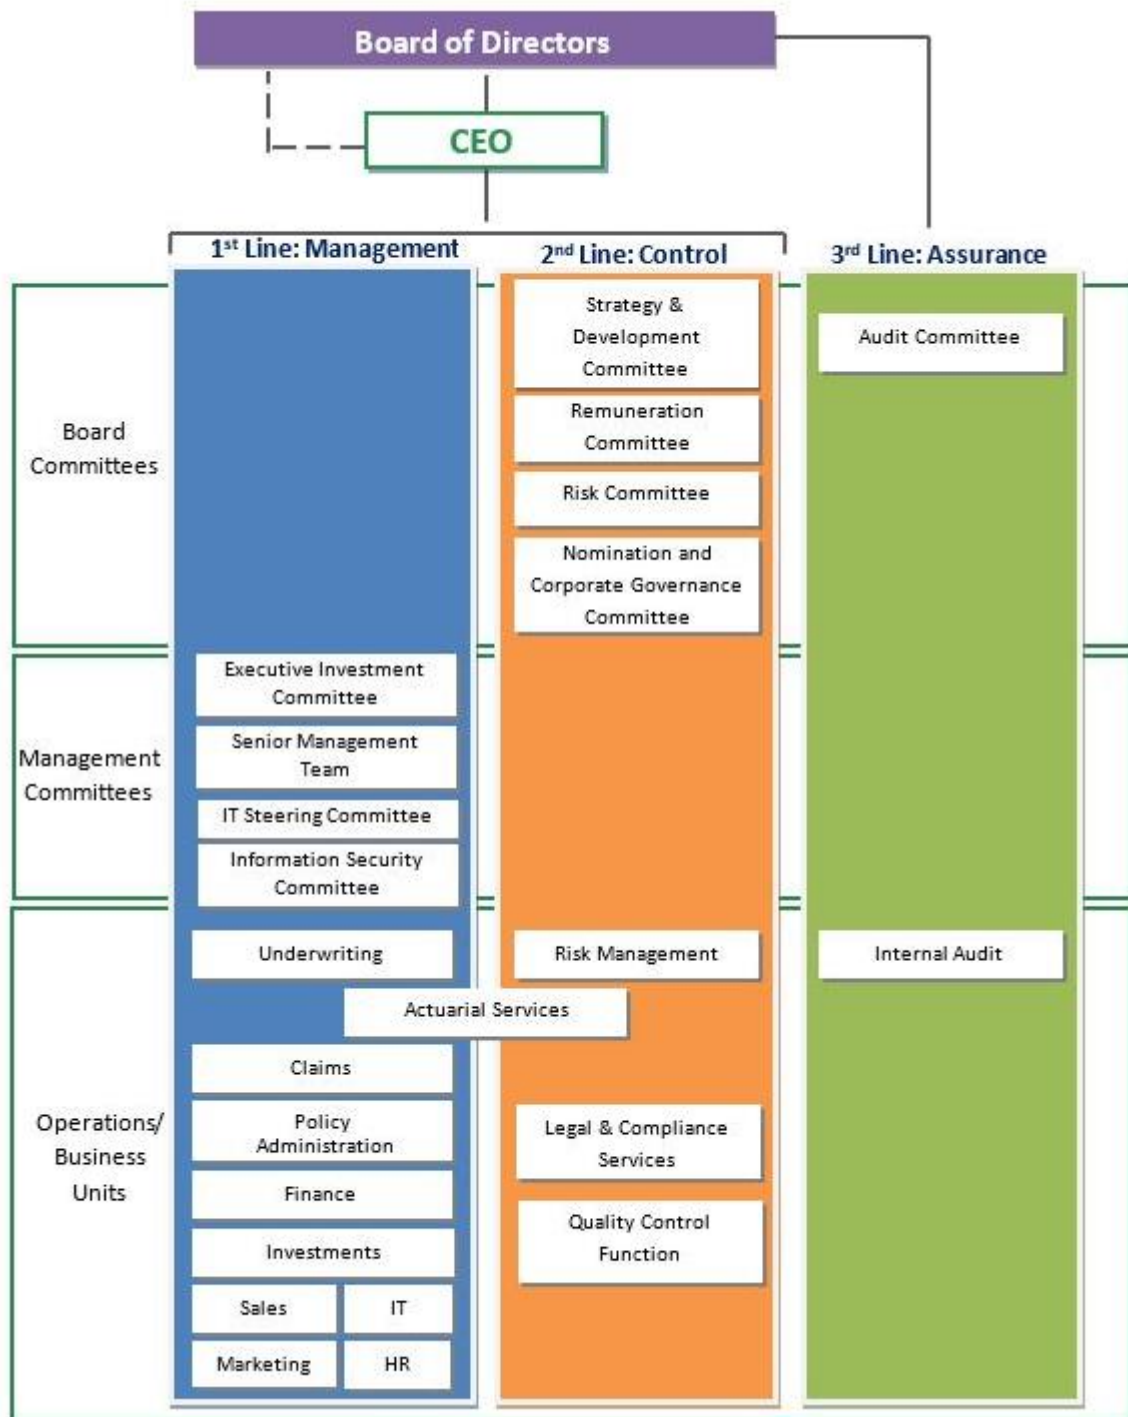 Board of Directors
CEO
1st Line: Management
2nd Line: Control
3rd Line: Assurance
Board
Committees
Strategy &
Development
Committee
Remuneration
Committee
Risk Committee
Nomination and
Corporate Governance
Committee
Audit Committee
Management
Committees
Executive Investment
Committee
Senior Management
Team
IT Steering Committee
Information Security
Committee
Operations/
Business
Units
Underwriting
Risk Management
Internal Audit
Actuarial Services
Claims
Policy
Administration
Legal & Compliance
Services
Finance
Quality Control
Function
Investments
Sales
IT
Marketing
HR